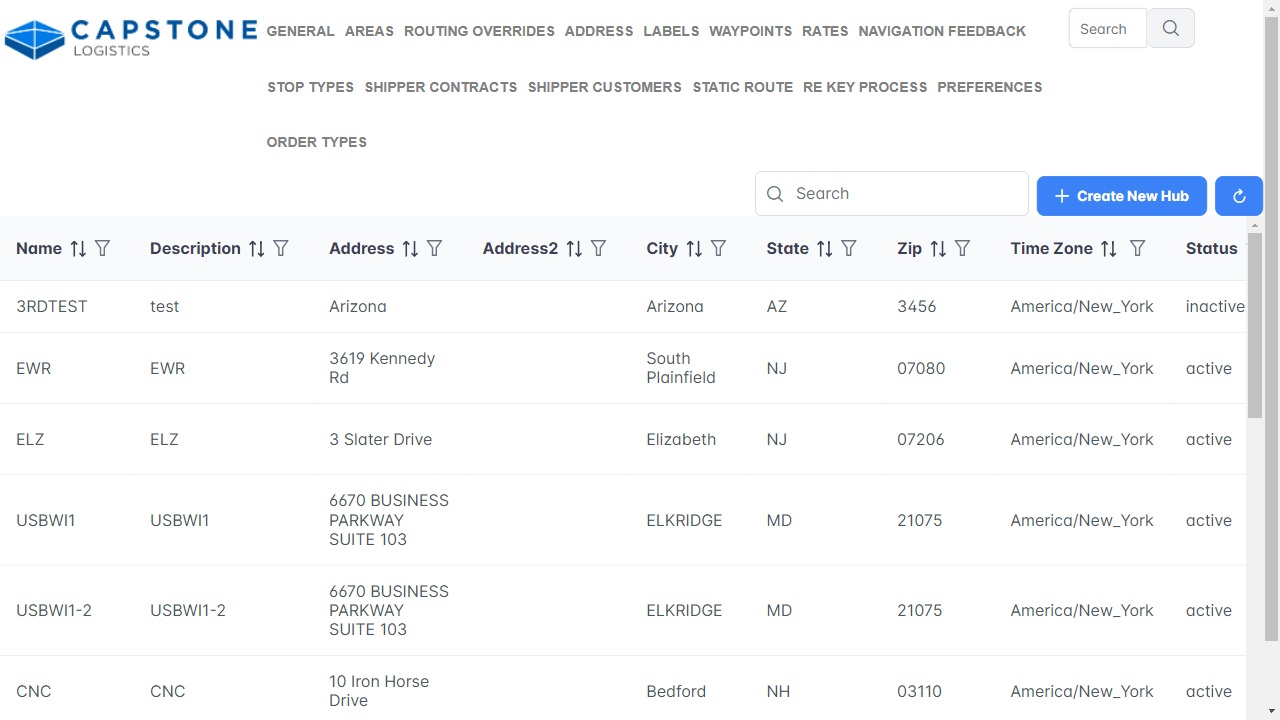 CAPSTONE
LOGISTICS
GENERAL AREAS ROUTING OVERRIDES ADDRESS LABELS WAYPOINTS RATES NAVIGATION FEEDBACK
Search
STOP TYPES SHIPPER CONTRACTS SHIPPER CUSTOMERS STATIC ROUTE RE KEY PROCESS PREFERENCES
ORDER TYPES
Search
Create New Hub
Name Description Address Address2 City State Zip Time Zone Status
3RDTEST test Arizona Arizona AZ 3456 America/New_York inactive
EWR EWR 3619 Kennedy Rd South Plainfield NJ 07080 America/New_York active
ELZ ELZ 3 Slater Drive Elizabeth NJ 07206 America/New_York active
USBWI1 USBWI1 6670 BUSINESS PARKWAY SUITE 103 ELKRIDGE MD 21075 America/New_York active
USBWI1-2 USBWI1-2 6670 BUSINESS PARKWAY SUITE 103 ELKRIDGE MD 21075 America/New_York active
CNC CNC 10 Iron Horse Drive Bedford NH 03110 America/New_York active